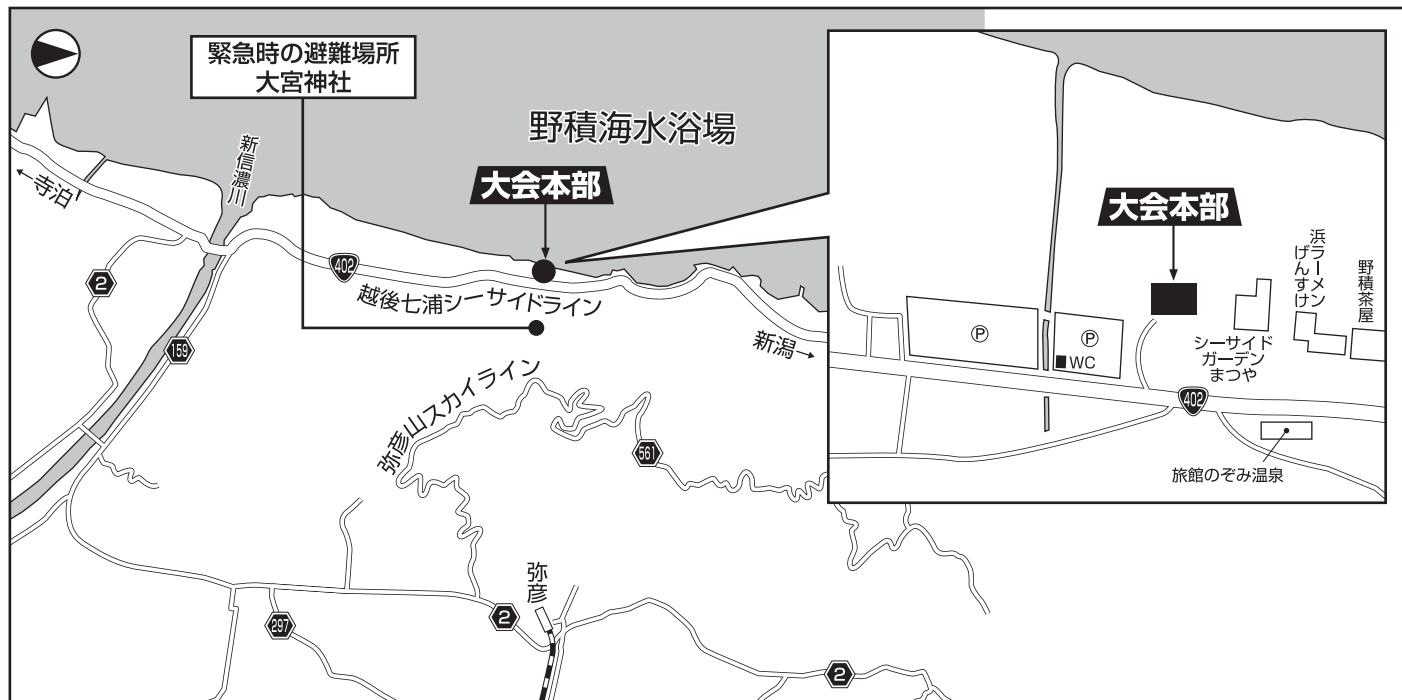 緊急時の避難場所
大宮神社
野積海水浴場
新信濃川
大会本部
←寺泊
402
越後七浦シーサイドライン
新潟→
2
159
弥彦山スカイライン
561
弥彦
297
2
2
大会本部
浜ラーメン
げんすけ
野積茶屋
シーサイド
ガーデン
まつや
P
P
WC
402
旅館のぞみ温泉